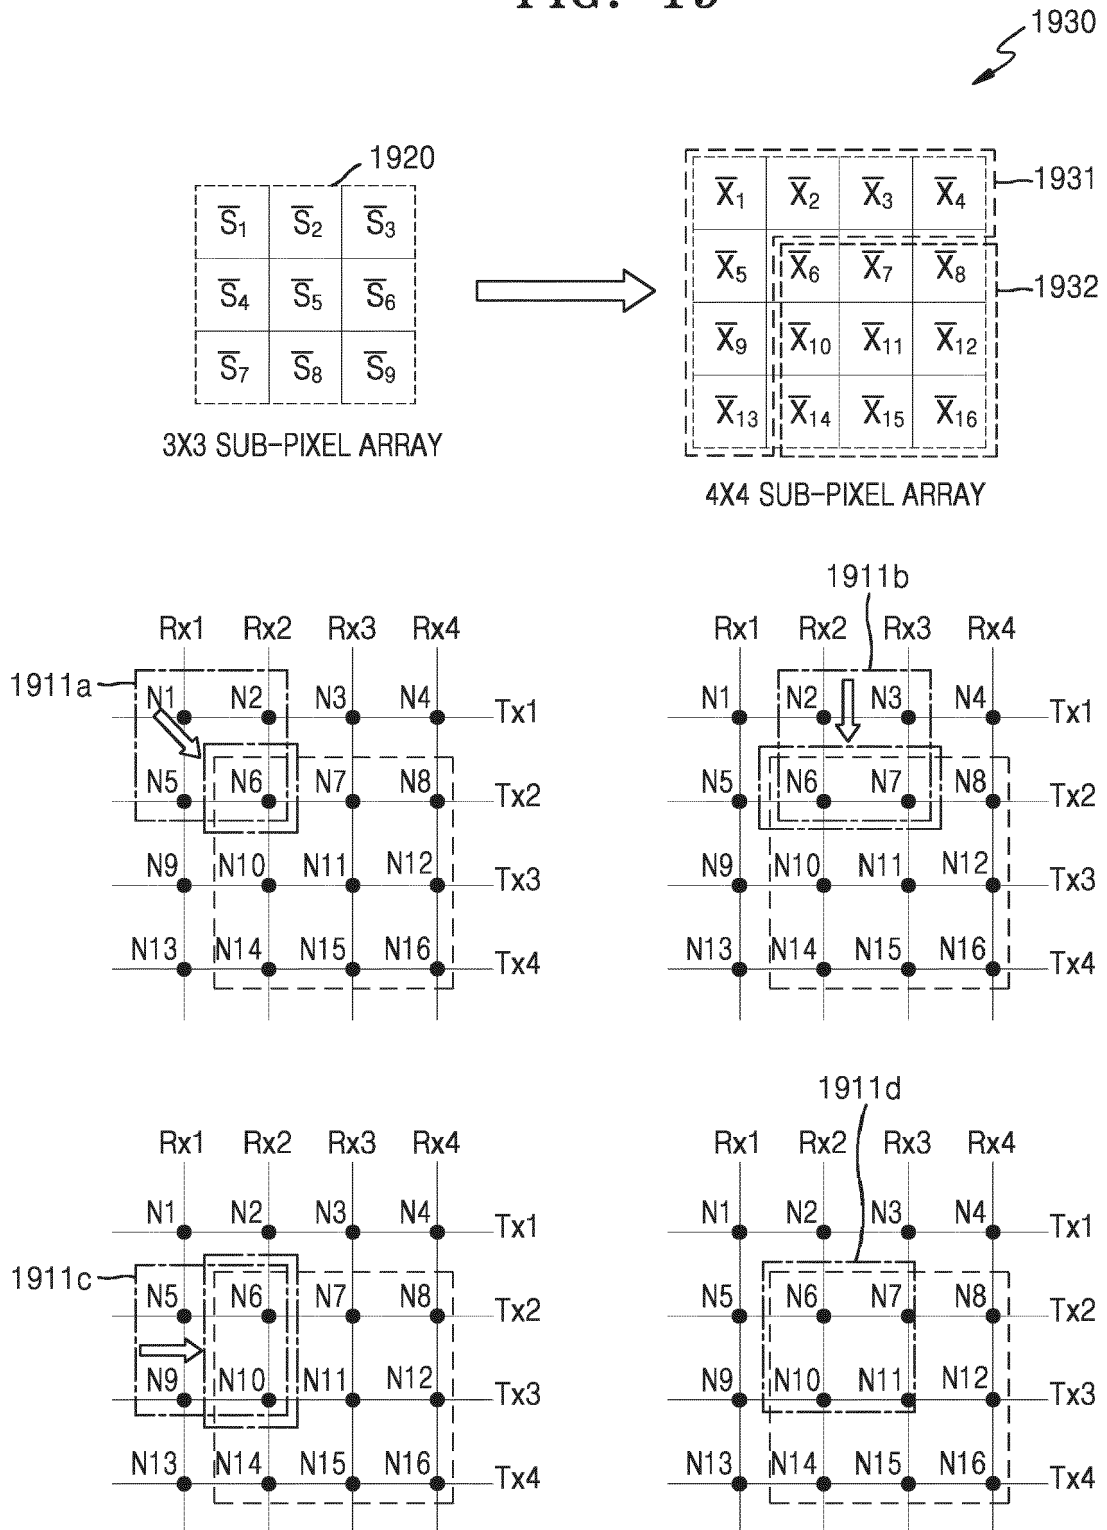 1930
1920
1931
S̅1 S̅2 S̅3
X̅1 X̅2 X̅3 X̅4
S̅4 S̅5 S̅6
X̅5 X̅6 X̅7 X̅8
1932
S̅7 S̅8 S̅9
X̅9 X̅10 X̅11 X̅12
X̅13 X̅14 X̅15 X̅16
3X3 SUB-PIXEL ARRAY
4X4 SUB-PIXEL ARRAY
Rx1 Rx2 Rx3 Rx4
1911a
N1 N2 N3 N4 Tx1
N5 N6 N7 N8 Tx2
N9 N10 N11 N12 Tx3
N13 N14 N15 N16 Tx4
1911b
Rx1 Rx2 Rx3 Rx4
N1 N2 N3 N4 Tx1
N5 N6 N7 N8 Tx2
N9 N10 N11 N12 Tx3
N13 N14 N15 N16 Tx4
Rx1 Rx2 Rx3 Rx4
N1 N2 N3 N4 Tx1
1911c
N5 N6 N7 N8 Tx2
N9 N10 N11 N12 Tx3
N13 N14 N15 N16 Tx4
1911d
Rx1 Rx2 Rx3 Rx4
N1 N2 N3 N4 Tx1
N5 N6 N7 N8 Tx2
N9 N10 N11 N12 Tx3
N13 N14 N15 N16 Tx4